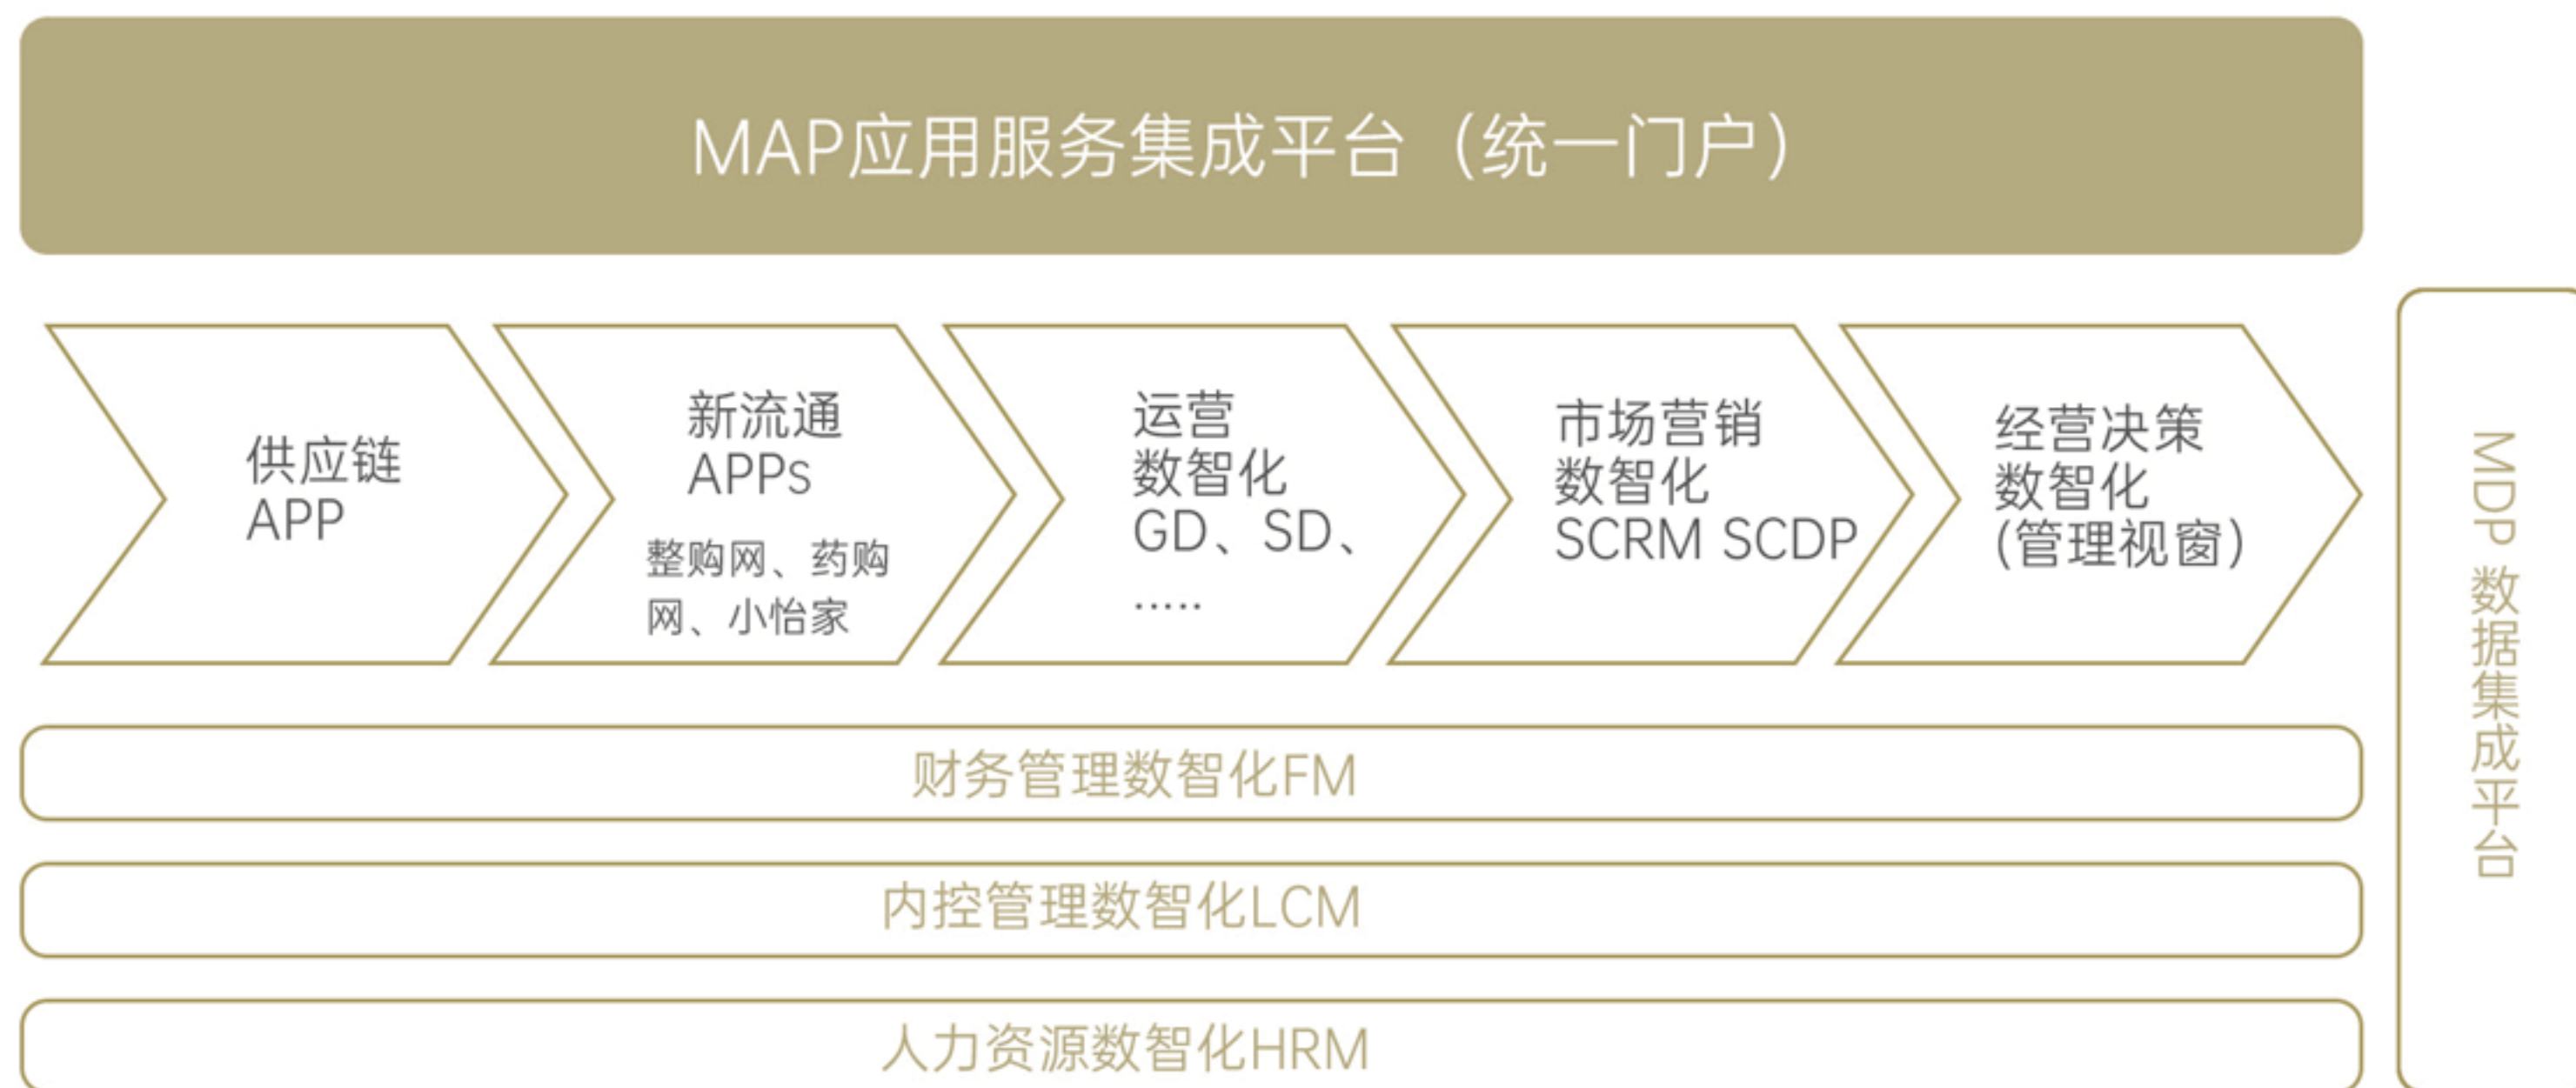 MAP应用服务集成平台（统一门户）
供应链
APP
新流通
APPs
整购网、药购
网、小怡家
运营
数智化
GD、SD、
.....
市场营销
数智化
SCRM SCDP
经营决策
数智化
(管理视窗)
财务管理数智化FM
内控管理数智化LCM
人力资源数智化HRM
MDP 数据集成平台